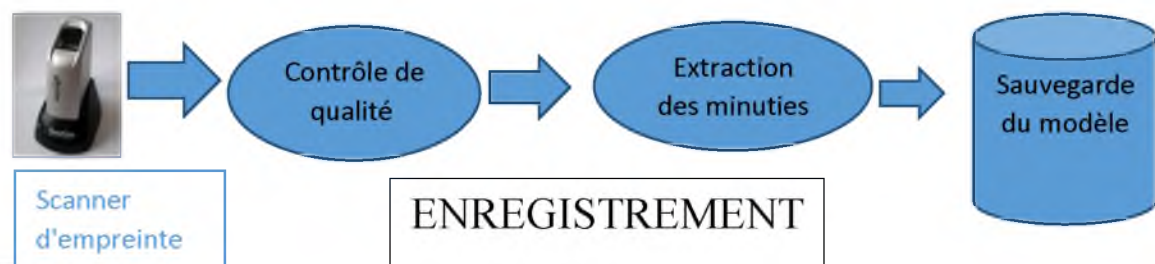 Contrôle de
qualité
Extraction
des minuties
Sauvegarde
du modèle
Scanner
d'empreinte
ENREGISTREMENT